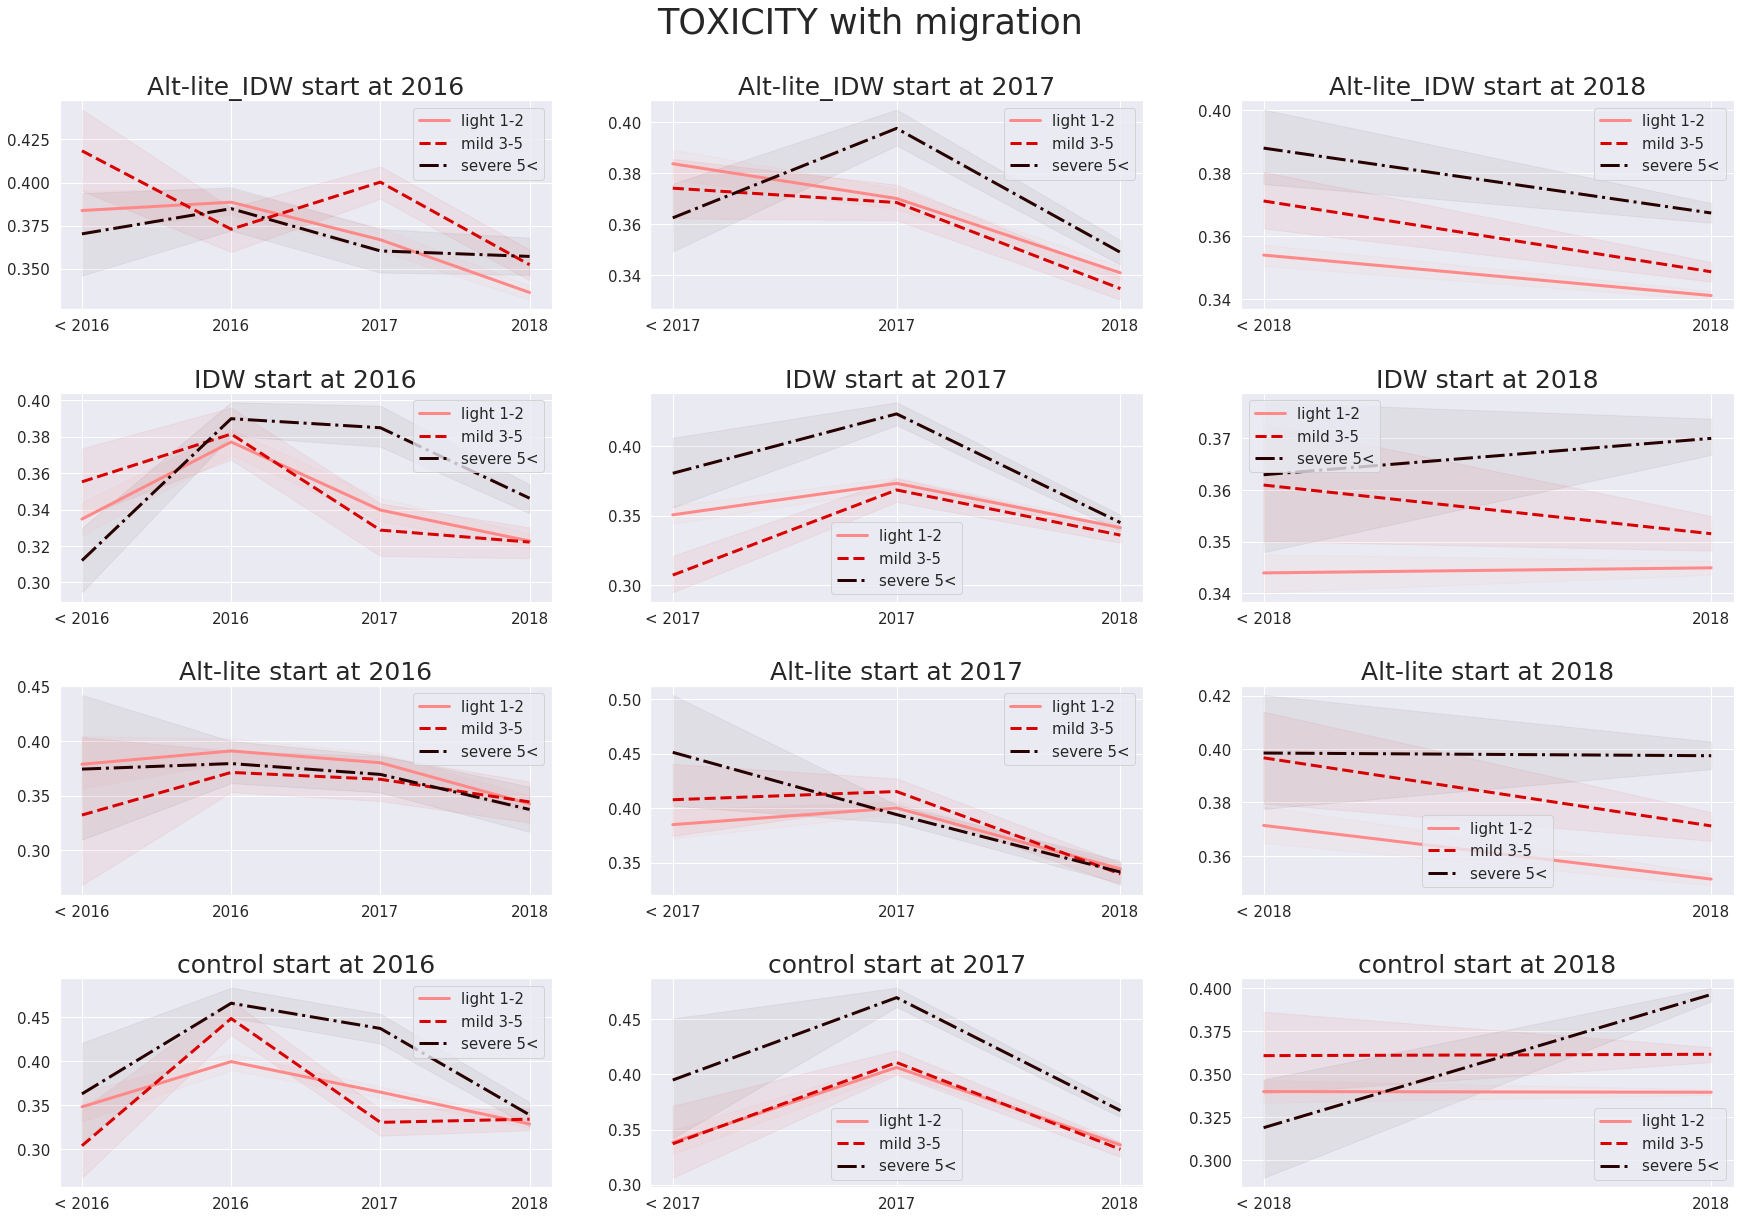 TOXICITY with migration
Alt-lite_IDW start at 2016
0.425
0.400
0.375
0.350
< 2016
2016
2017
2018
light 1-2
mild 3-5
severe 5<
Alt-lite_IDW start at 2017
0.40
0.38
0.36
0.34
< 2017
2017
2018
light 1-2
mild 3-5
severe 5<
Alt-lite_IDW start at 2018
0.40
0.38
0.36
0.34
< 2018
2018
light 1-2
mild 3-5
severe 5<
IDW start at 2016
0.40
0.38
0.36
0.34
0.32
0.30
< 2016
2016
2017
2018
light 1-2
mild 3-5
severe 5<
IDW start at 2017
0.40
0.35
0.30
< 2017
2017
2018
light 1-2
mild 3-5
severe 5<
IDW start at 2018
0.37
0.36
0.35
0.34
< 2018
2018
light 1-2
mild 3-5
severe 5<
Alt-lite start at 2016
0.45
0.40
0.35
0.30
< 2016
2016
2017
2018
light 1-2
mild 3-5
severe 5<
Alt-lite start at 2017
0.50
0.45
0.40
0.35
< 2017
2017
2018
light 1-2
mild 3-5
severe 5<
Alt-lite start at 2018
0.42
0.40
0.38
0.36
< 2018
2018
light 1-2
mild 3-5
severe 5<
control start at 2016
0.45
0.40
0.35
0.30
< 2016
2016
2017
2018
light 1-2
mild 3-5
severe 5<
control start at 2017
0.45
0.40
0.35
0.30
< 2017
2017
2018
light 1-2
mild 3-5
severe 5<
control start at 2018
0.400
0.375
0.350
0.325
0.300
< 2018
2018
light 1-2
mild 3-5
severe 5<